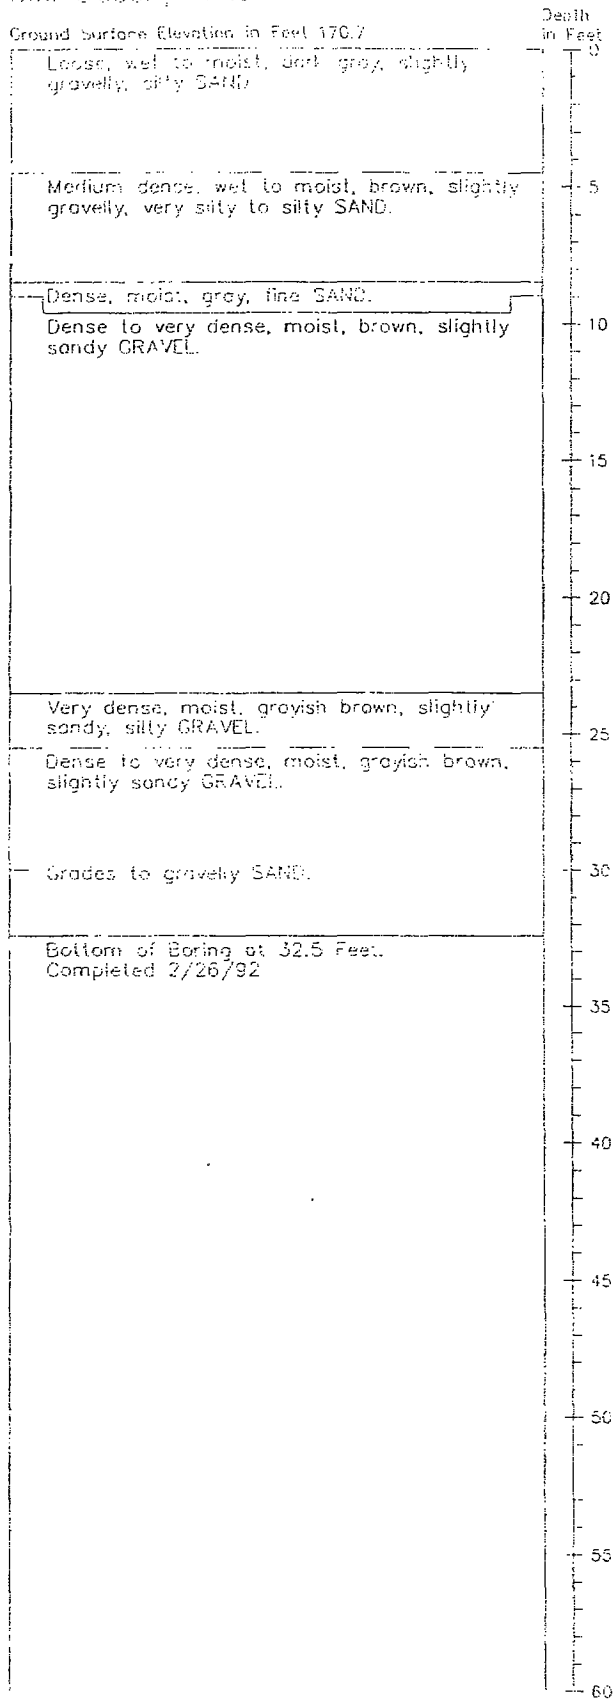 Ground Surface Elevation in Feet 170.7
Depth
in Feet
0
Loose, wet to moist, dark gray, slightly
gravelly, silty SAND
5
Medium dense, wet to moist, brown, slightly
gravelly, very silty to silty SAND.
Dense, moist, gray, fine SAND.
10
Dense to very dense, moist, brown, slightly
sandy GRAVEL.
15
20
Very dense, moist, grayish brown, slightly
sandy, silty GRAVEL.
25
Dense to very dense, moist, grayish brown,
slightly sandy GRAVEL.
Grades to gravelly SAND.
30
Bottom of Boring at 32.5 Feet.
Completed 2/26/92
35
40
45
50
55
60